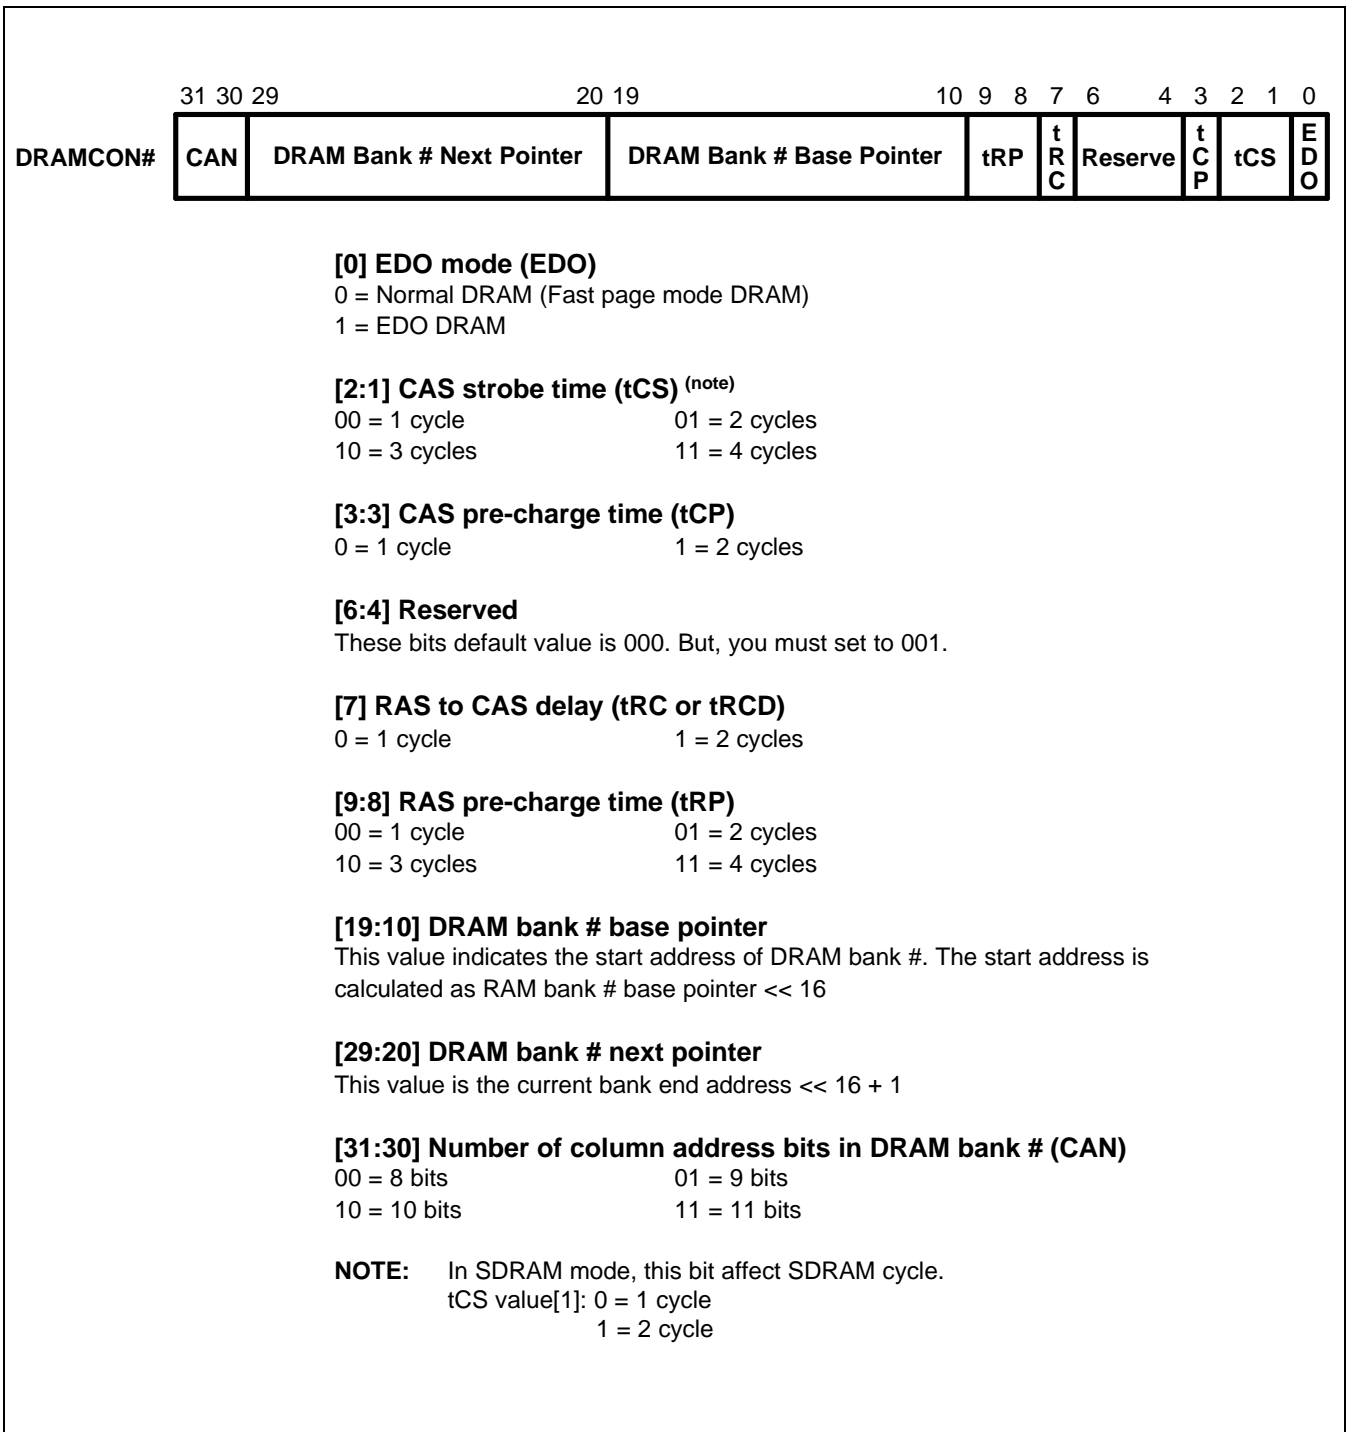 31 30 29 20 19 10 9 8 7 6 4 3 2 1 0
DRAMCON# CAN DRAM Bank # Next Pointer DRAM Bank # Base Pointer tRP tRC Reserve tCP tCS EDO
[0] EDO mode (EDO)
0 = Normal DRAM (Fast page mode DRAM)
1 = EDO DRAM
[2:1] CAS strobe time (tCS) (note)
00 = 1 cycle 01 = 2 cycles
10 = 3 cycles 11 = 4 cycles
[3:3] CAS pre-charge time (tCP)
0 = 1 cycle 1 = 2 cycles
[6:4] Reserved
These bits default value is 000. But, you must set to 001.
[7] RAS to CAS delay (tRC or tRCD)
0 = 1 cycle 1 = 2 cycles
[9:8] RAS pre-charge time (tRP)
00 = 1 cycle 01 = 2 cycles
10 = 3 cycles 11 = 4 cycles
[19:10] DRAM bank # base pointer
This value indicates the start address of DRAM bank #. The start address is
calculated as RAM bank # base pointer << 16
[29:20] DRAM bank # next pointer
This value is the current bank end address << 16 + 1
[31:30] Number of column address bits in DRAM bank # (CAN)
00 = 8 bits 01 = 9 bits
10 = 10 bits 11 = 11 bits
NOTE: In SDRAM mode, this bit affect SDRAM cycle.
tCS value[1]: 0 = 1 cycle
1 = 2 cycle